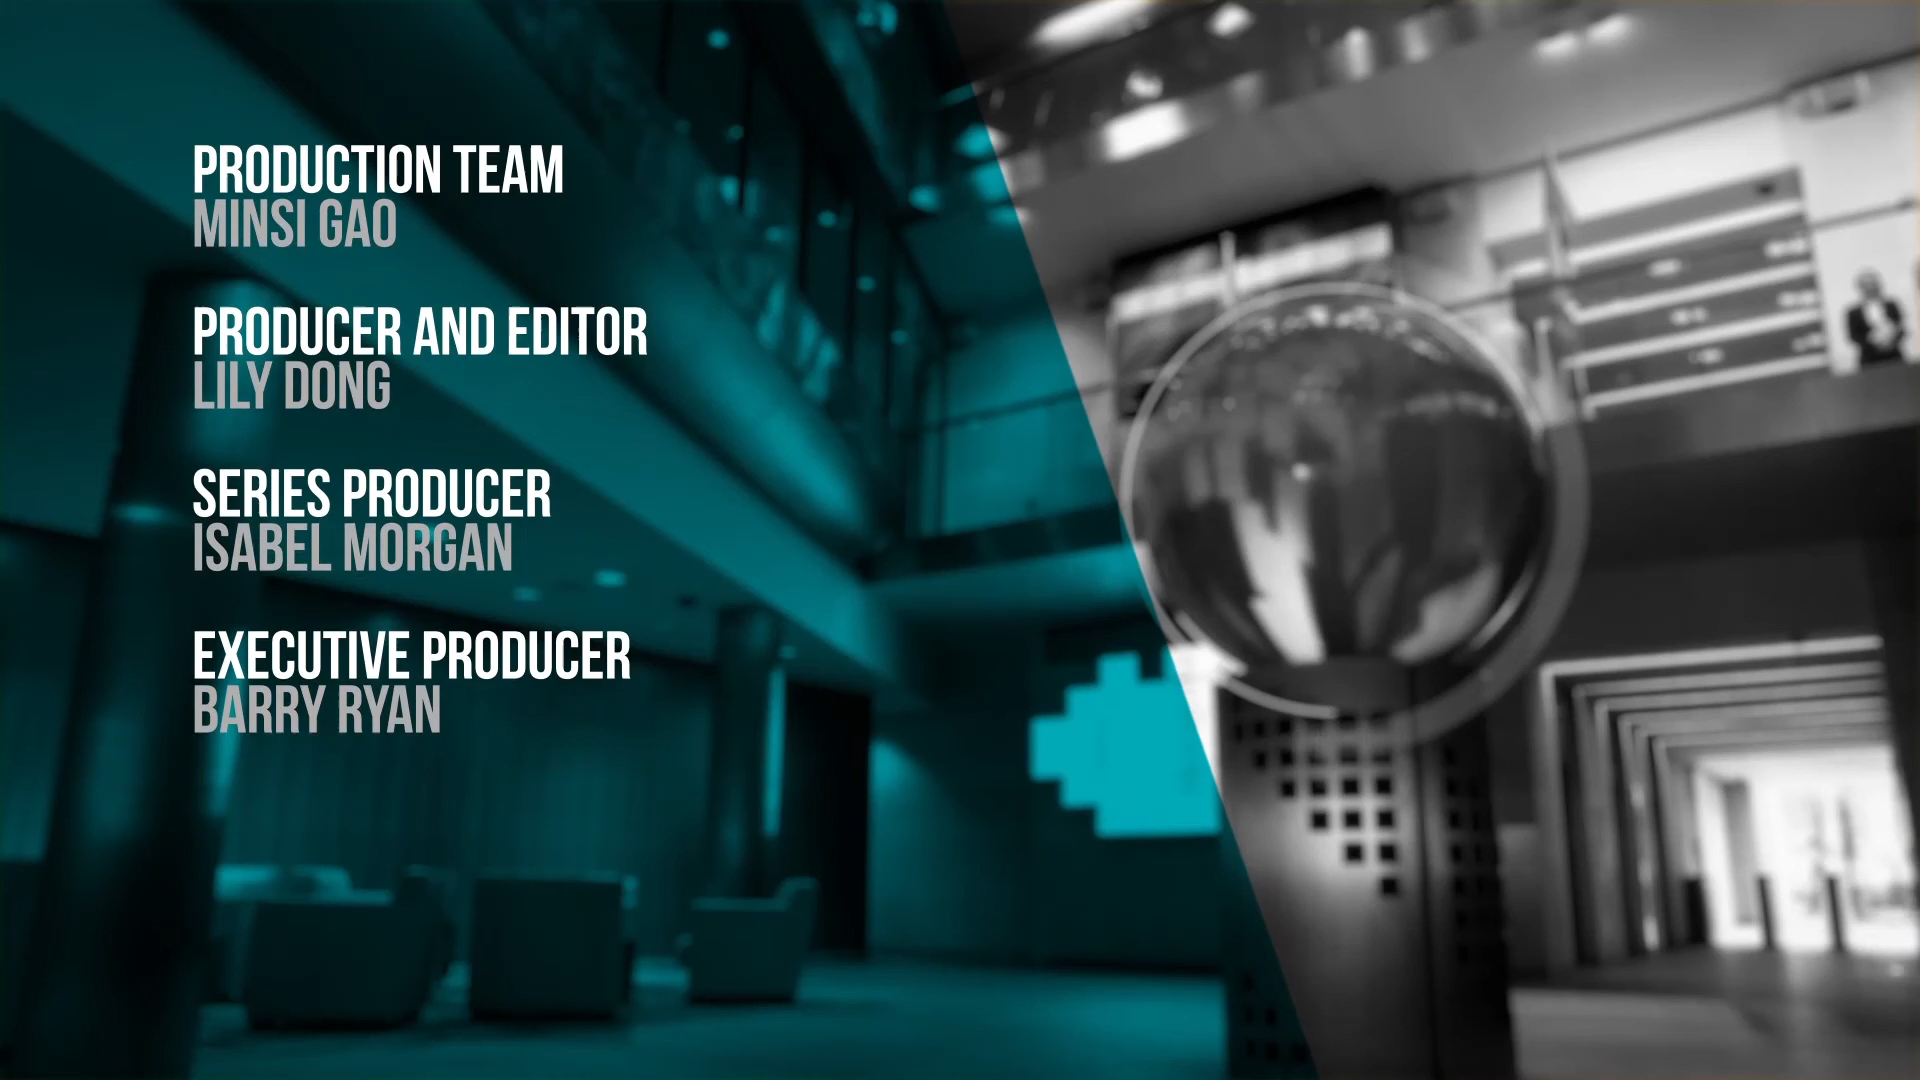 PRODUCTION TEAM
MINSI GAO
PRODUCER AND EDITOR
LILY DONG
SERIES PRODUCER
ISABEL MORGAN
EXECUTIVE PRODUCER
BARRY RYAN